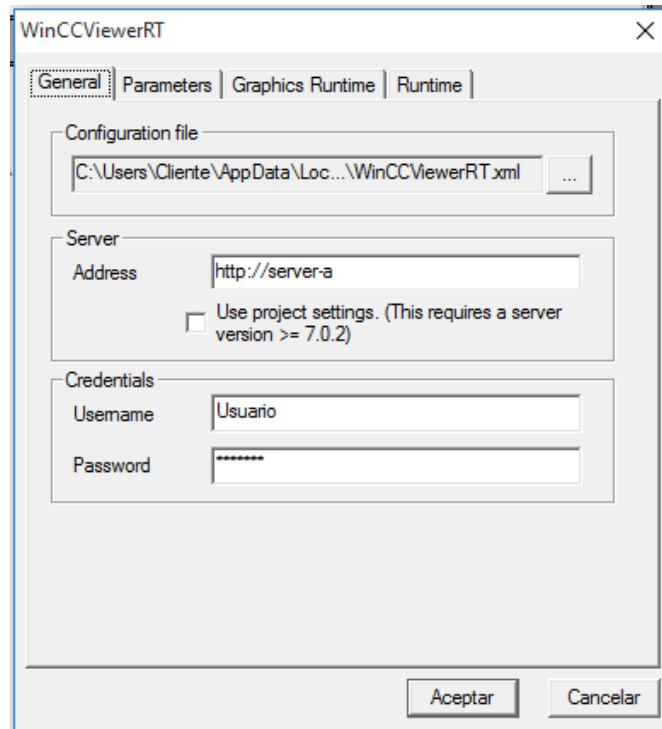 WinCCViewerRT
General Parameters Graphics Runtime Runtime
Configuration file
C:\Users\Cliente\AppData\Loc...\WinCCViewerRT.xml ...
Server
Address http://server-a
Use project settings. (This requires a server
version >= 7.0.2)
Credentials
Username Usuario
Password *******
Aceptar Cancelar